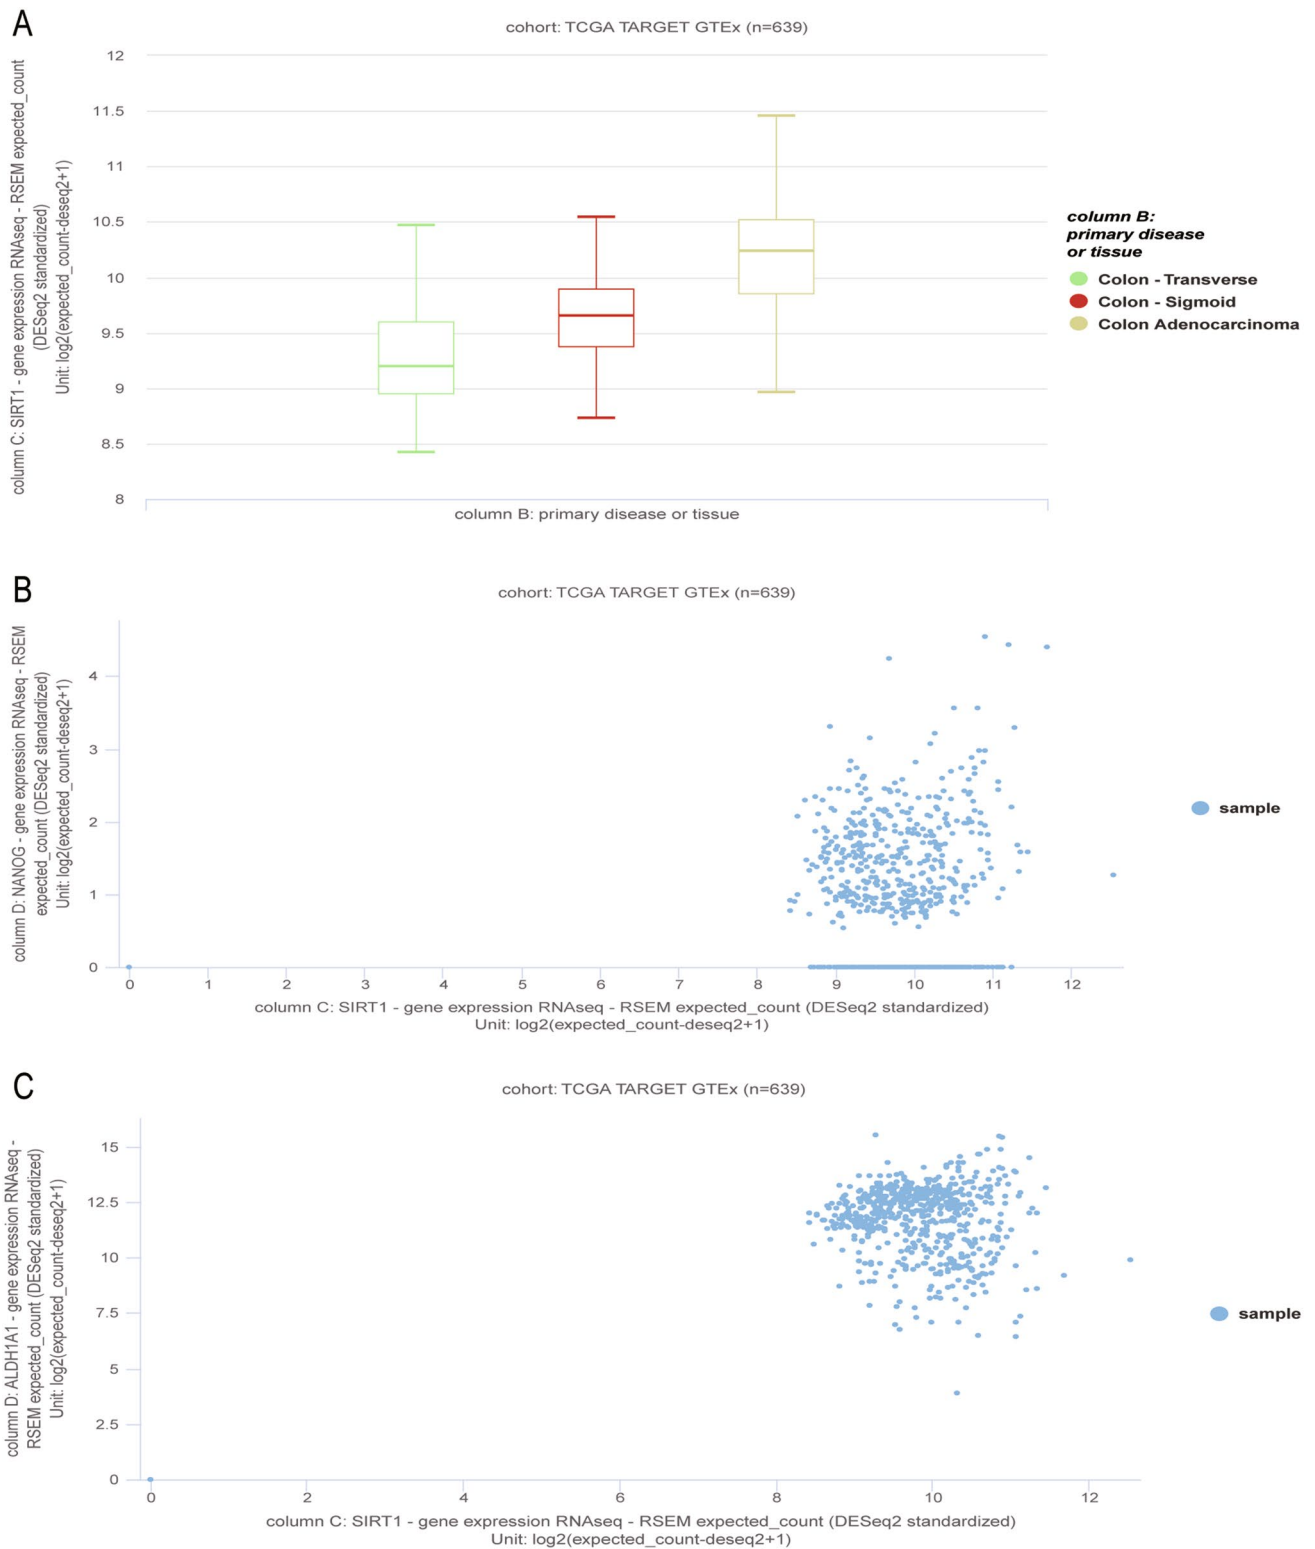 A
cohort: TCGA TARGET GTEx (n=639)
column C: SIRT1 - gene expression RNAseq - RSEM expected_count
(DESeq2 standardized)
Unit: log2(expected_count-deseq2+1)
12
11.5
11
10.5
10
9.5
9
8.5
8
column B: primary disease or tissue
column B:
primary disease
or tissue
Colon - Transverse
Colon - Sigmoid
Colon Adenocarcinoma
B
cohort: TCGA TARGET GTEx (n=639)
column D: NANOG - gene expression RNAseq - RSEM
expected_count (DESeq2 standardized)
Unit: log2(expected_count-deseq2+1)
4
3
2
1
0
0 1 2 3 4 5 6 7 8 9 10 11 12
column C: SIRT1 - gene expression RNAseq - RSEM expected_count (DESeq2 standardized)
Unit: log2(expected_count-deseq2+1)
sample
C
cohort: TCGA TARGET GTEx (n=639)
column D: ALDH1A1 - gene expression RNAseq -
RSEM expected_count (DESeq2 standardized)
Unit: log2(expected_count-deseq2+1)
15
12.5
10
7.5
5
2.5
0
0 2 4 6 8 10 12
column C: SIRT1 - gene expression RNAseq - RSEM expected_count (DESeq2 standardized)
Unit: log2(expected_count-deseq2+1)
sample